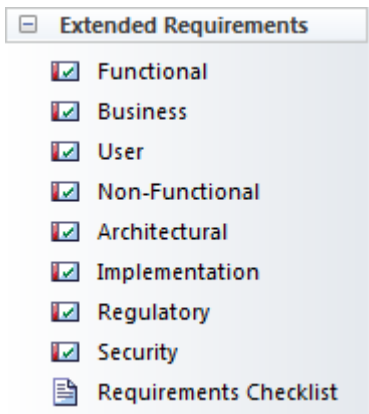 Extended Requirements
Functional
Business
User
Non-Functional
Architectural
Implementation
Regulatory
Security
Requirements Checklist